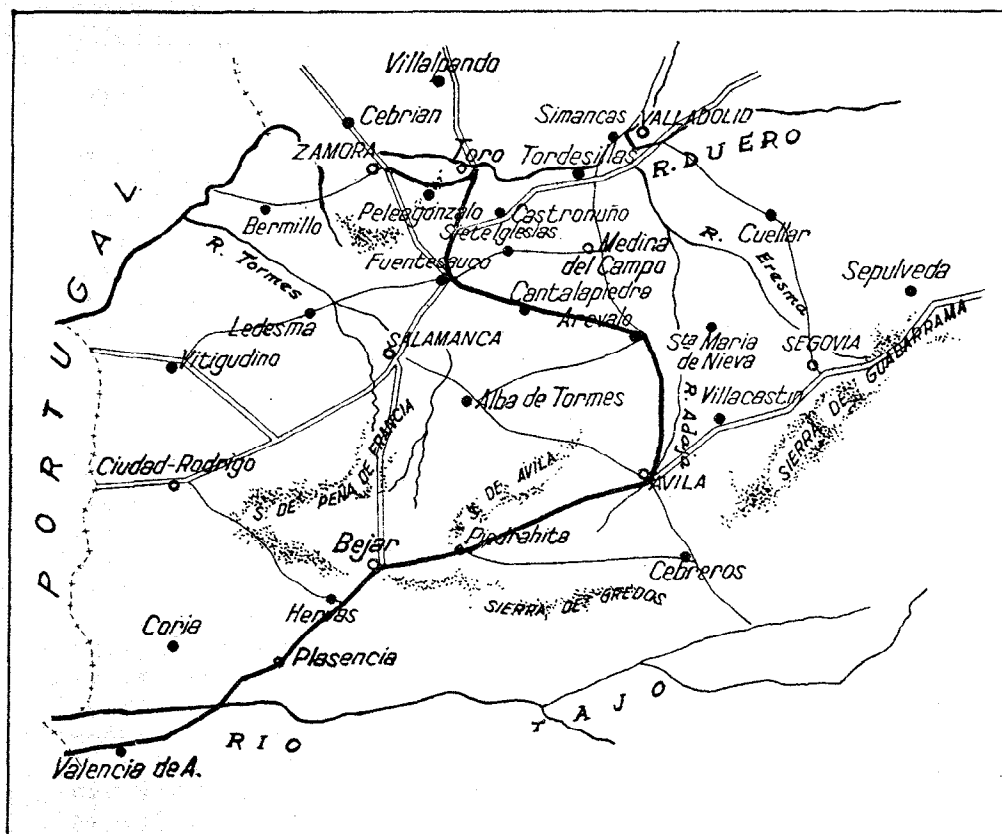 Villalpando
Cebrian
Simancas
VALLADOLID
ZAMORA
Toro
Tordesillas
R. DUERO
Bermillo
Peleagonzalo
Castronuño
Siete Iglesias
Cuellar
R. Eresma
Medina
del Campo
Sepulveda
R. Tormes
Fuentesauco
Cantalapiedra
Arevalo
Ledesma
SALAMANCA
Sta Maria
de Nieva
SEGOVIA
Vitigudino
Alba de Tormes
R. Adaja
Villacastin
SIERRA DE GUADARRAMA
PORTUGAL
Ciudad-Rodrigo
S. DE PEÑA DE FRANCIA
S. DE AVILA
AVILA
Bejar
Piedrahita
Cebreros
Hervas
SIERRA DE GREDOS
Coria
Plasencia
RIO TAJO
Valencia de A.